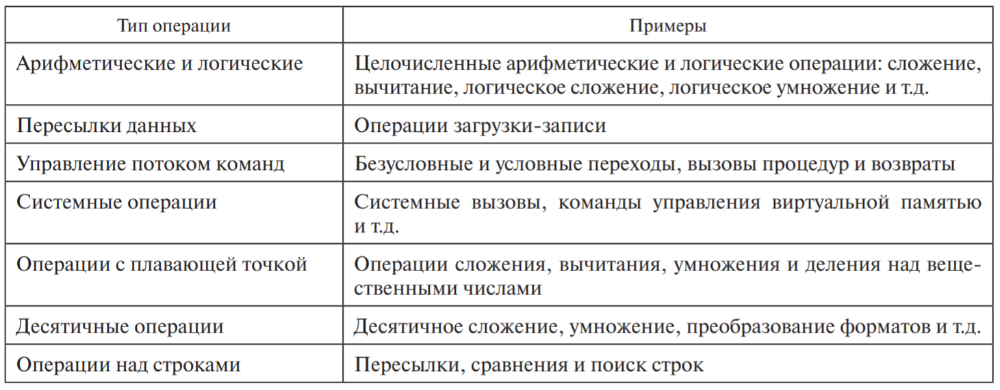 Тип операции
Примеры
Арифметические и логические
Целочисленные арифметические и логические операции: сложение,
вычитание, логическое сложение, логическое умножение и т.д.
Пересылки данных
Операции загрузки-записи
Управление потоком команд
Безусловные и условные переходы, вызовы процедур и возвраты
Системные операции
Системные вызовы, команды управления виртуальной памятью
и т.д.
Операции с плавающей точкой
Операции сложения, вычитания, умножения и деления над веще-
ственными числами
Десятичные операции
Десятичное сложение, умножение, преобразование форматов и т.д.
Операции над строками
Пересылки, сравнения и поиск строк